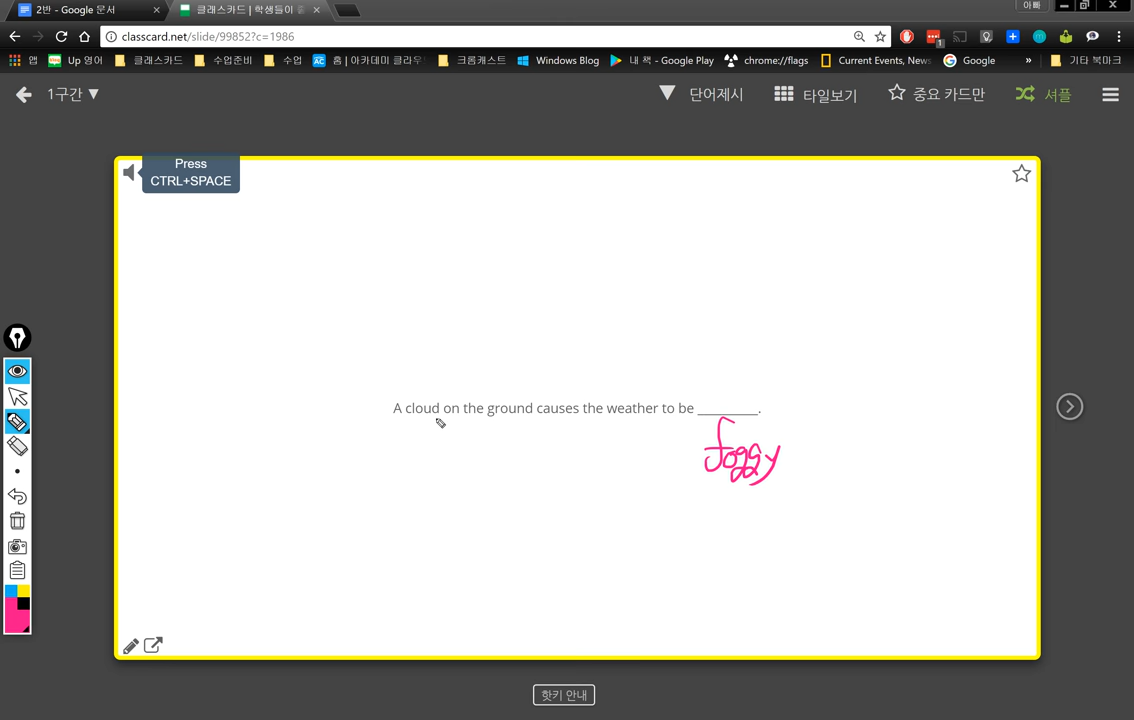 2반 - Google 문서
클래스카드 | 학생들이 좋
아빠
classcard.net/slide/99852?c=1986
1
앱
Up 영어
클래스카드
수업준비
수업
AC
홈 | 아카데미 클라우
크롬캐스트
Windows Blog
내 책 - Google Play
chrome://flags
Current Events, News
Google
»
기타 북마크
1구간 ▼
단어제시
타일보기
중요 카드만
셔플
Press
CTRL+SPACE
A cloud on the ground causes the weather to be _________.
foggy
핫키 안내